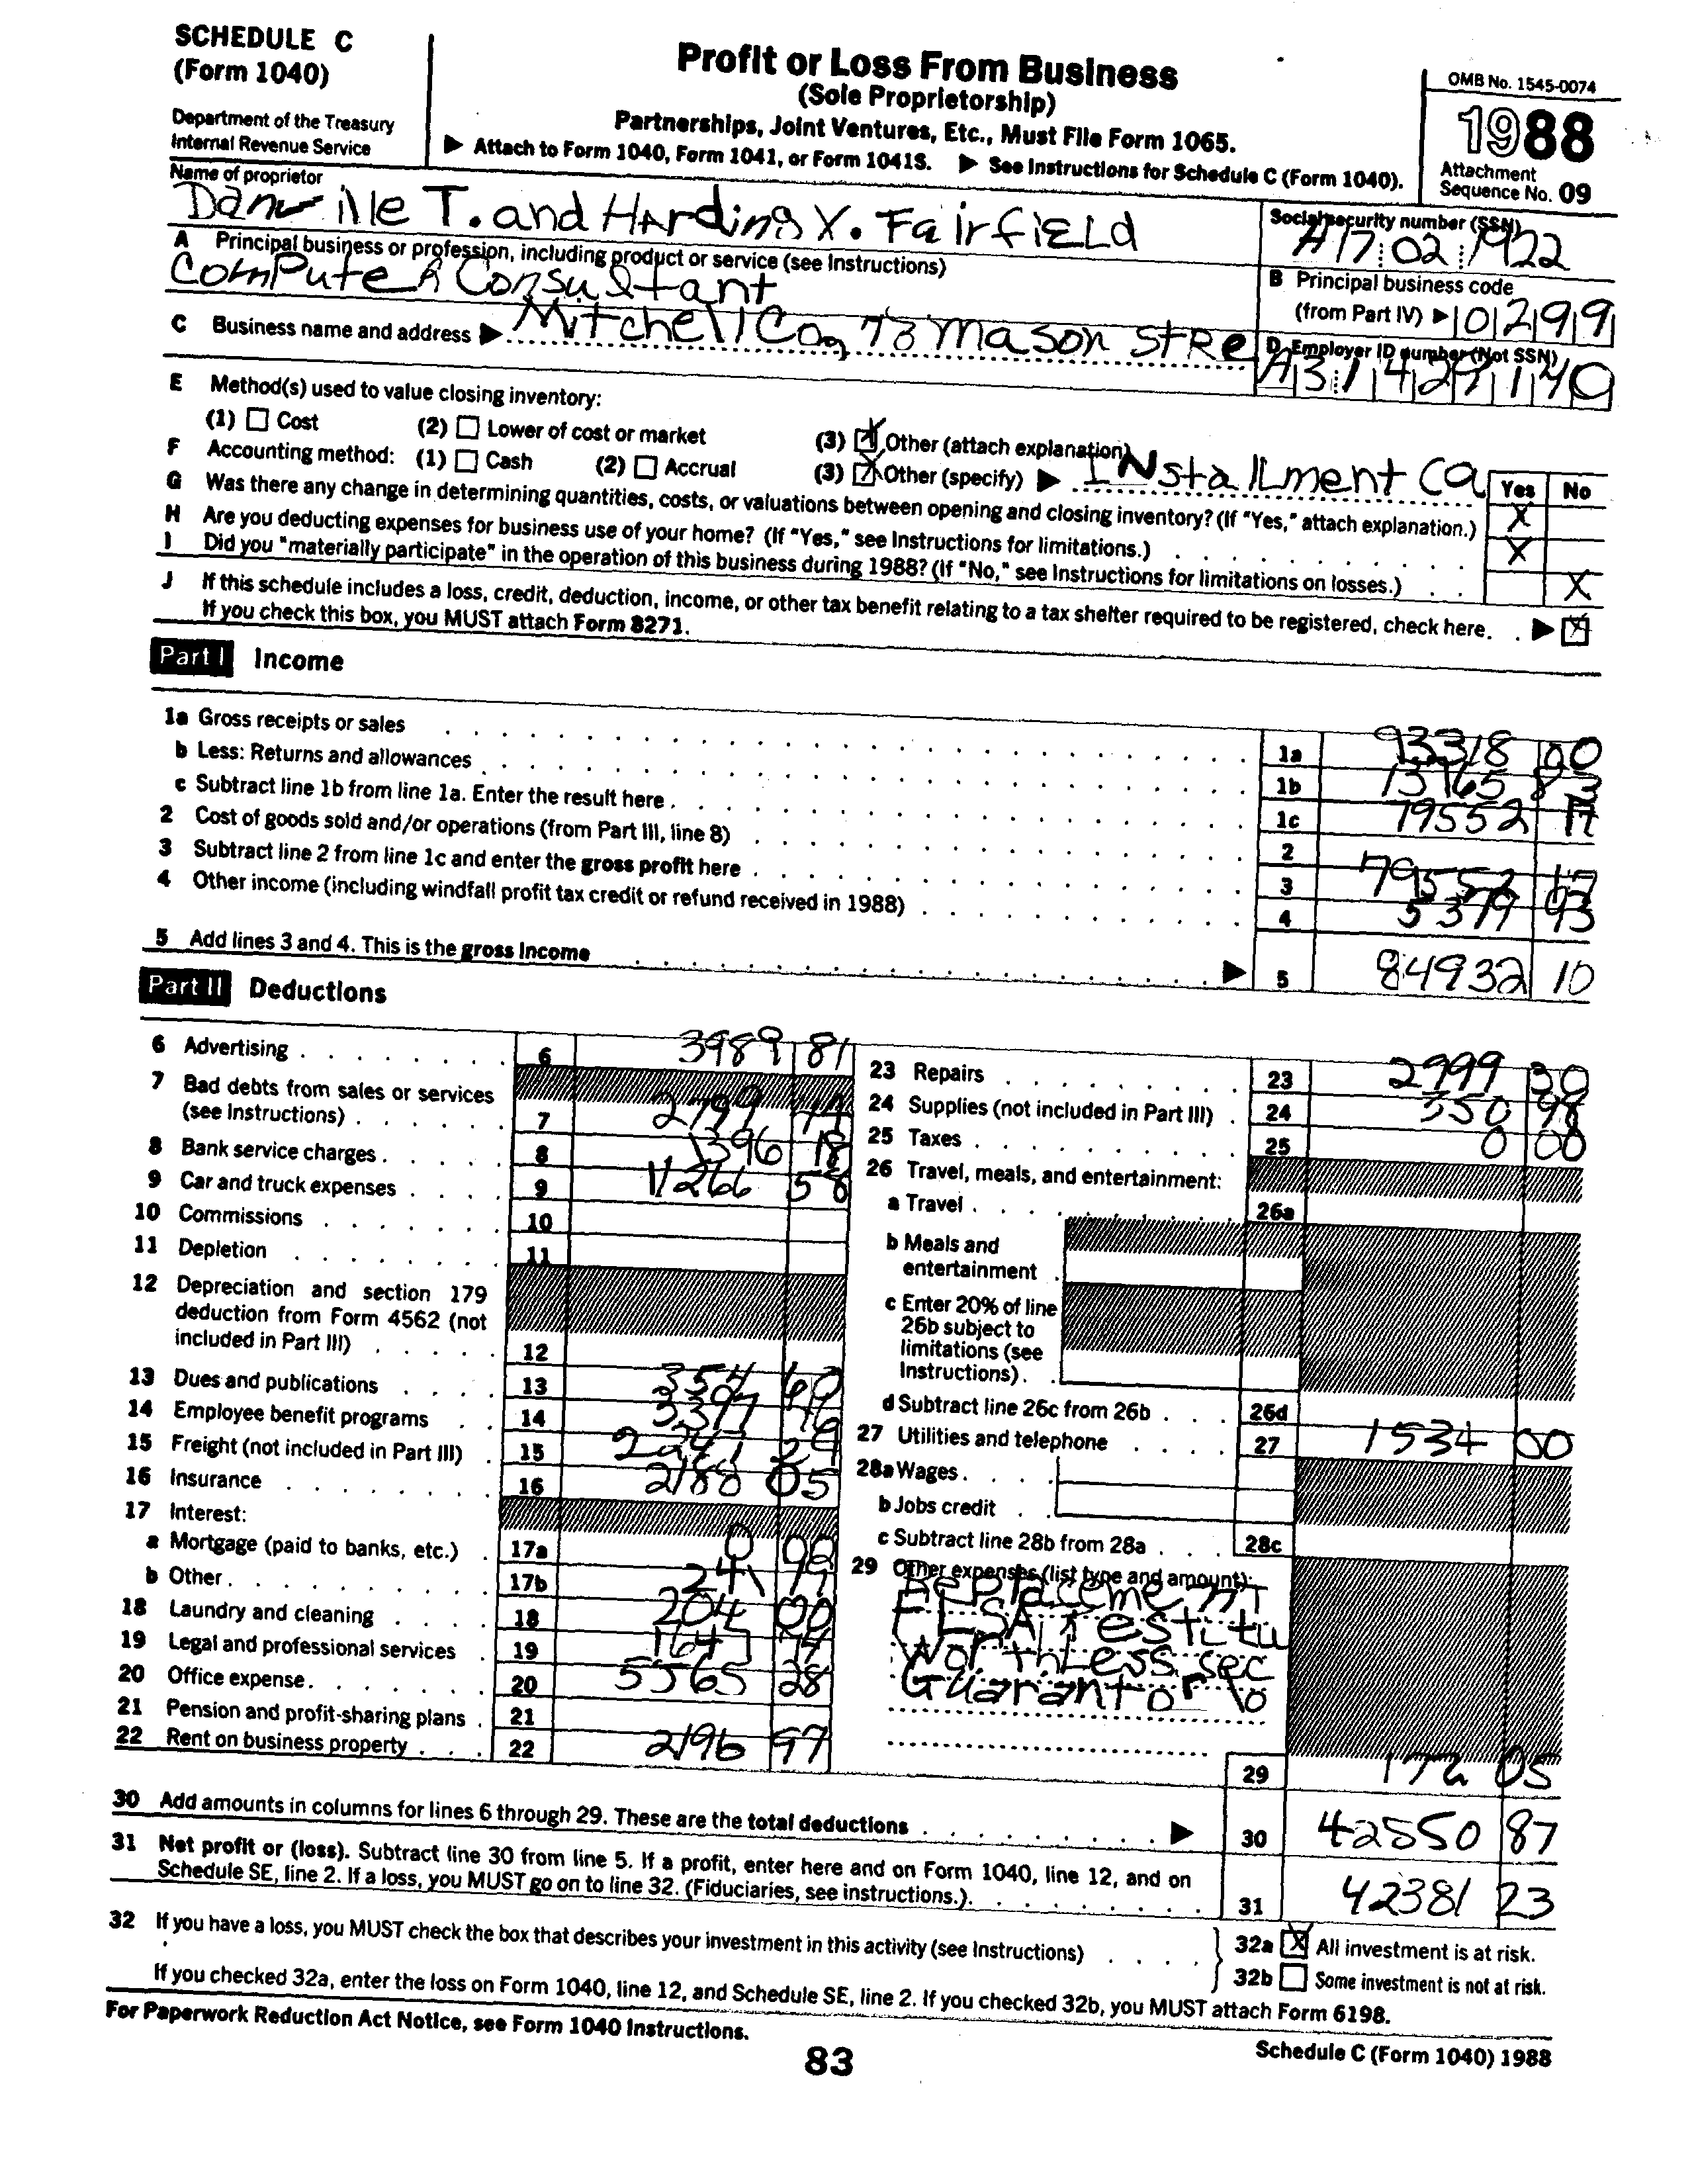 SCHEDULE C
(Form 1040)
Department of the Treasury
Internal Revenue Service
Profit or Loss From Business
(Sole Proprietorship)
Partnerships, Joint Ventures, Etc., Must File Form 1065.
▶ Attach to Form 1040, Form 1041, or Form 1041S. ▶ See Instructions for Schedule C (Form 1040).
OMB No. 1545-0074
1988
Attachment
Sequence No. 09
Name of proprietor
Danville T. and Harding X. Fairfield
Social security number (SSN)
A17 02 1922
A Principal business or profession, including product or service (see Instructions)
Computer Consultant
B Principal business code
(from Part IV) ▶ 0299
C Business name and address ▶ Mitchell Co, 73 Mason Stre
D Employer ID number (Not SSN)
E Method(s) used to value closing inventory:
(1) ☐ Cost (2) ☐ Lower of cost or market (3) ☒ Other (attach explanation)
F Accounting method: (1) ☐ Cash (2) ☐ Accrual (3) ☒ Other (specify) ▶ INstallment Ca
Yes No
G Was there any change in determining quantities, costs, or valuations between opening and closing inventory? (If "Yes," attach explanation.) X
H Are you deducting expenses for business use of your home? (If "Yes," see Instructions for limitations.) X
I Did you "materially participate" in the operation of this business during 1988? (If "No," see Instructions for limitations on losses.) X
J If this schedule includes a loss, credit, deduction, income, or other tax benefit relating to a tax shelter required to be registered, check here. ▶ ☒
If you check this box, you MUST attach Form 8271.
Part I Income
1a Gross receipts or sales 1a 93318 00
b Less: Returns and allowances 1b 13765 83
c Subtract line 1b from line 1a. Enter the result here 1c 79552 17
2 Cost of goods sold and/or operations (from Part III, line 8) 2
3 Subtract line 2 from line 1c and enter the gross profit here 3 79552 17
4 Other income (including windfall profit tax credit or refund received in 1988) 4 5379 93
5 Add lines 3 and 4. This is the gross income ▶ 5 84932 10
Part II Deductions
6 Advertising 6 3989 81
7 Bad debts from sales or services
(see Instructions) 7 2799
8 Bank service charges 8 1396 18
9 Car and truck expenses 9 11266 58
10 Commissions 10
11 Depletion 11
12 Depreciation and section 179
deduction from Form 4562 (not
included in Part III) 12
13 Dues and publications 13 354 60
14 Employee benefit programs 14 3397
15 Freight (not included in Part III) 15 2247 29
16 Insurance 16 2188 05
17 Interest:
a Mortgage (paid to banks, etc.) 17a 0 00
b Other 17b 241 99
18 Laundry and cleaning 18 204 00
19 Legal and professional services 19 1647 14
20 Office expense 20 5565 28
21 Pension and profit-sharing plans 21
22 Rent on business property 22 2196 97
23 Repairs 23 2999 30
24 Supplies (not included in Part III) 24 350 98
25 Taxes 25 0 00
26 Travel, meals, and entertainment:
a Travel 26a
b Meals and
entertainment
c Enter 20% of line
26b subject to
limitations (see
Instructions)
d Subtract line 26c from 26b 26d
27 Utilities and telephone 27 1534 00
28a Wages
b Jobs credit
c Subtract line 28b from 28a 28c
29 Other expenses (list type and amount):
Replacement
FLSA restitu
Worthless sec
Guarantor lo
29 172 05
30 Add amounts in columns for lines 6 through 29. These are the total deductions ▶ 30 42550 87
31 Net profit or (loss). Subtract line 30 from line 5. If a profit, enter here and on Form 1040, line 12, and on
Schedule SE, line 2. If a loss, you MUST go on to line 32. (Fiduciaries, see instructions.) 31 42381 23
32 If you have a loss, you MUST check the box that describes your investment in this activity (see Instructions)
32a ☒ All investment is at risk.
32b ☐ Some investment is not at risk.
If you checked 32a, enter the loss on Form 1040, line 12, and Schedule SE, line 2. If you checked 32b, you MUST attach Form 6198.
For Paperwork Reduction Act Notice, see Form 1040 Instructions.
83
Schedule C (Form 1040) 1988